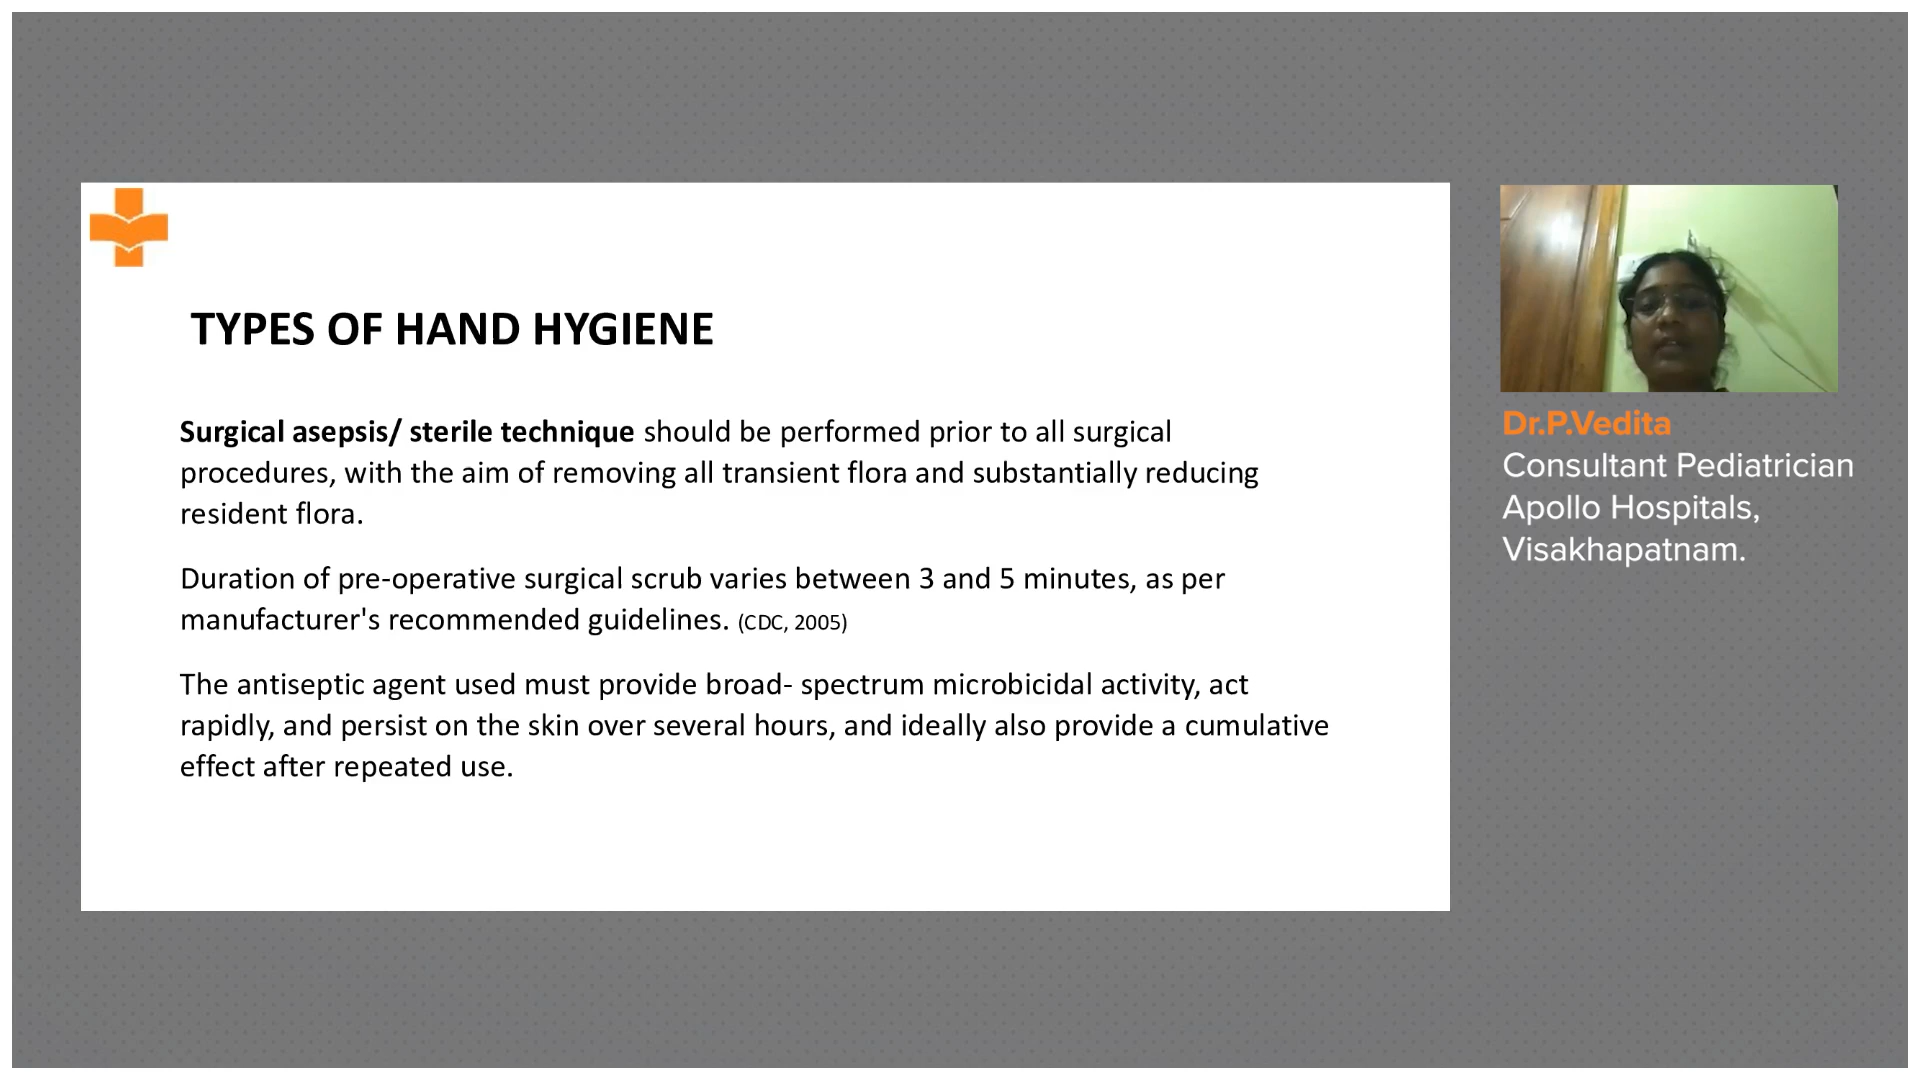 TYPES OF HAND HYGIENE
Surgical asepsis/ sterile technique should be performed prior to all surgical
procedures, with the aim of removing all transient flora and substantially reducing
resident flora.
Duration of pre-operative surgical scrub varies between 3 and 5 minutes, as per
manufacturer's recommended guidelines. (CDC, 2005)
The antiseptic agent used must provide broad- spectrum microbicidal activity, act
rapidly, and persist on the skin over several hours, and ideally also provide a cumulative
effect after repeated use.
Dr.P.Vedita
Consultant Pediatrician
Apollo Hospitals,
Visakhapatnam.